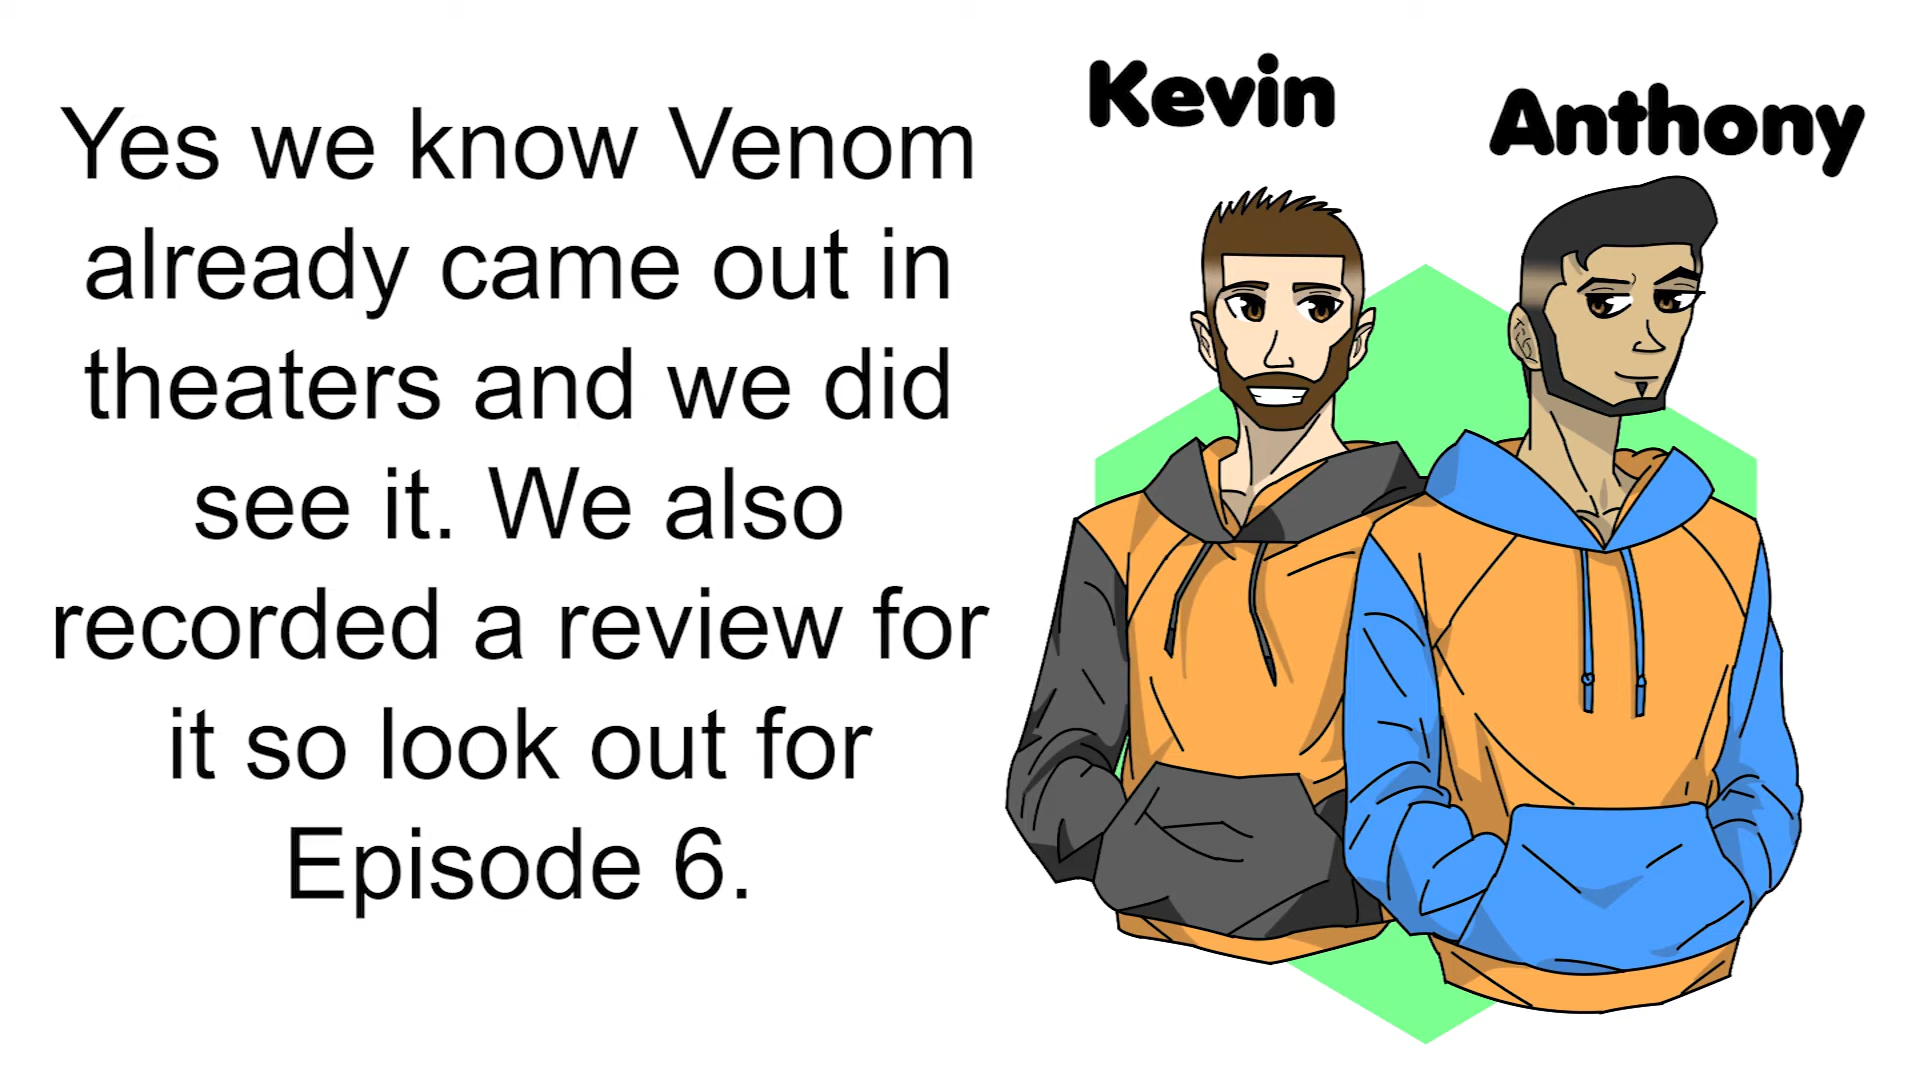 Yes we know Venom
already came out in
theaters and we did
see it. We also
recorded a review for
it so look out for
Episode 6.
Kevin
Anthony